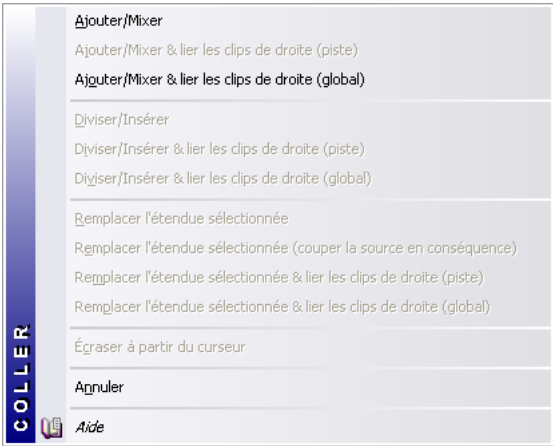 Ajouter/Mixer
Ajouter/Mixer & lier les clips de droite (piste)
Ajouter/Mixer & lier les clips de droite (global)
Diviser/Insérer
Diviser/Insérer & lier les clips de droite (piste)
Diviser/Insérer & lier les clips de droite (global)
Remplacer l'étendue sélectionnée
Remplacer l'étendue sélectionnée (couper la source en conséquence)
Remplacer l'étendue sélectionnée & lier les clips de droite (piste)
Remplacer l'étendue sélectionnée & lier les clips de droite (global)
Écraser à partir du curseur
Annuler
Aide
COLLER